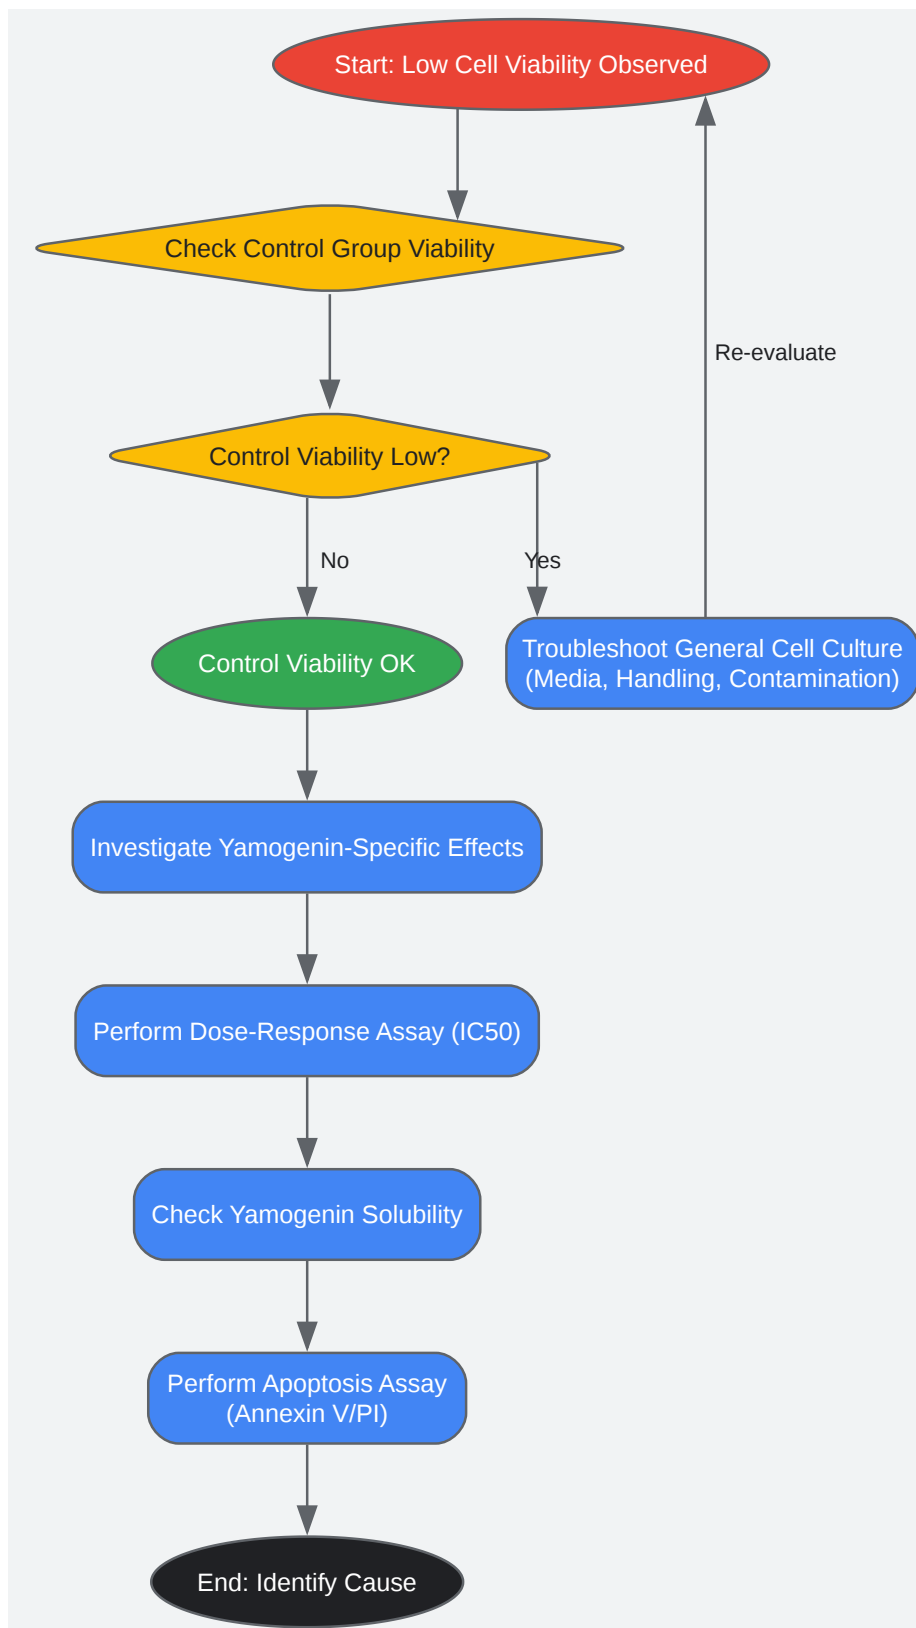 Start: Low Cell Viability Observed
Check Control Group Viability
Re-evaluate
Control Viability Low?
No
Yes
Control Viability OK
Troubleshoot General Cell Culture
(Media, Handling, Contamination)
Investigate Yamogenin-Specific Effects
Perform Dose-Response Assay (IC50)
Check Yamogenin Solubility
Perform Apoptosis Assay
(Annexin V/PI)
End: Identify Cause